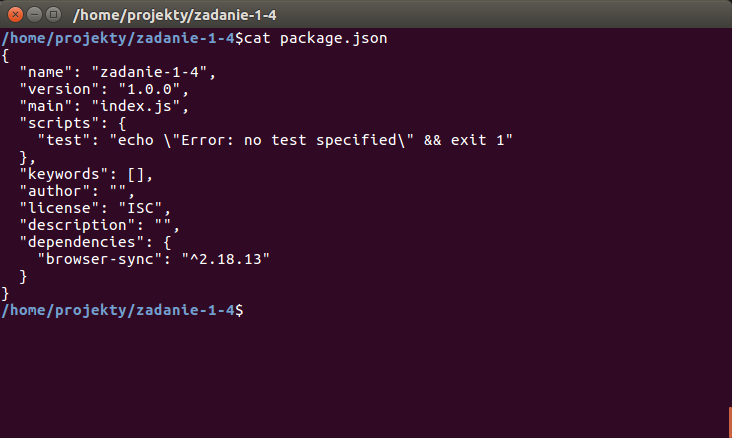 /home/projekty/zadanie-1-4
/home/projekty/zadanie-1-4$cat package.json
{
  "name": "zadanie-1-4",
  "version": "1.0.0",
  "main": "index.js",
  "scripts": {
    "test": "echo \"Error: no test specified\" && exit 1"
  },
  "keywords": [],
  "author": "",
  "license": "ISC",
  "description": "",
  "dependencies": {
    "browser-sync": "^2.18.13"
  }
}
/home/projekty/zadanie-1-4$